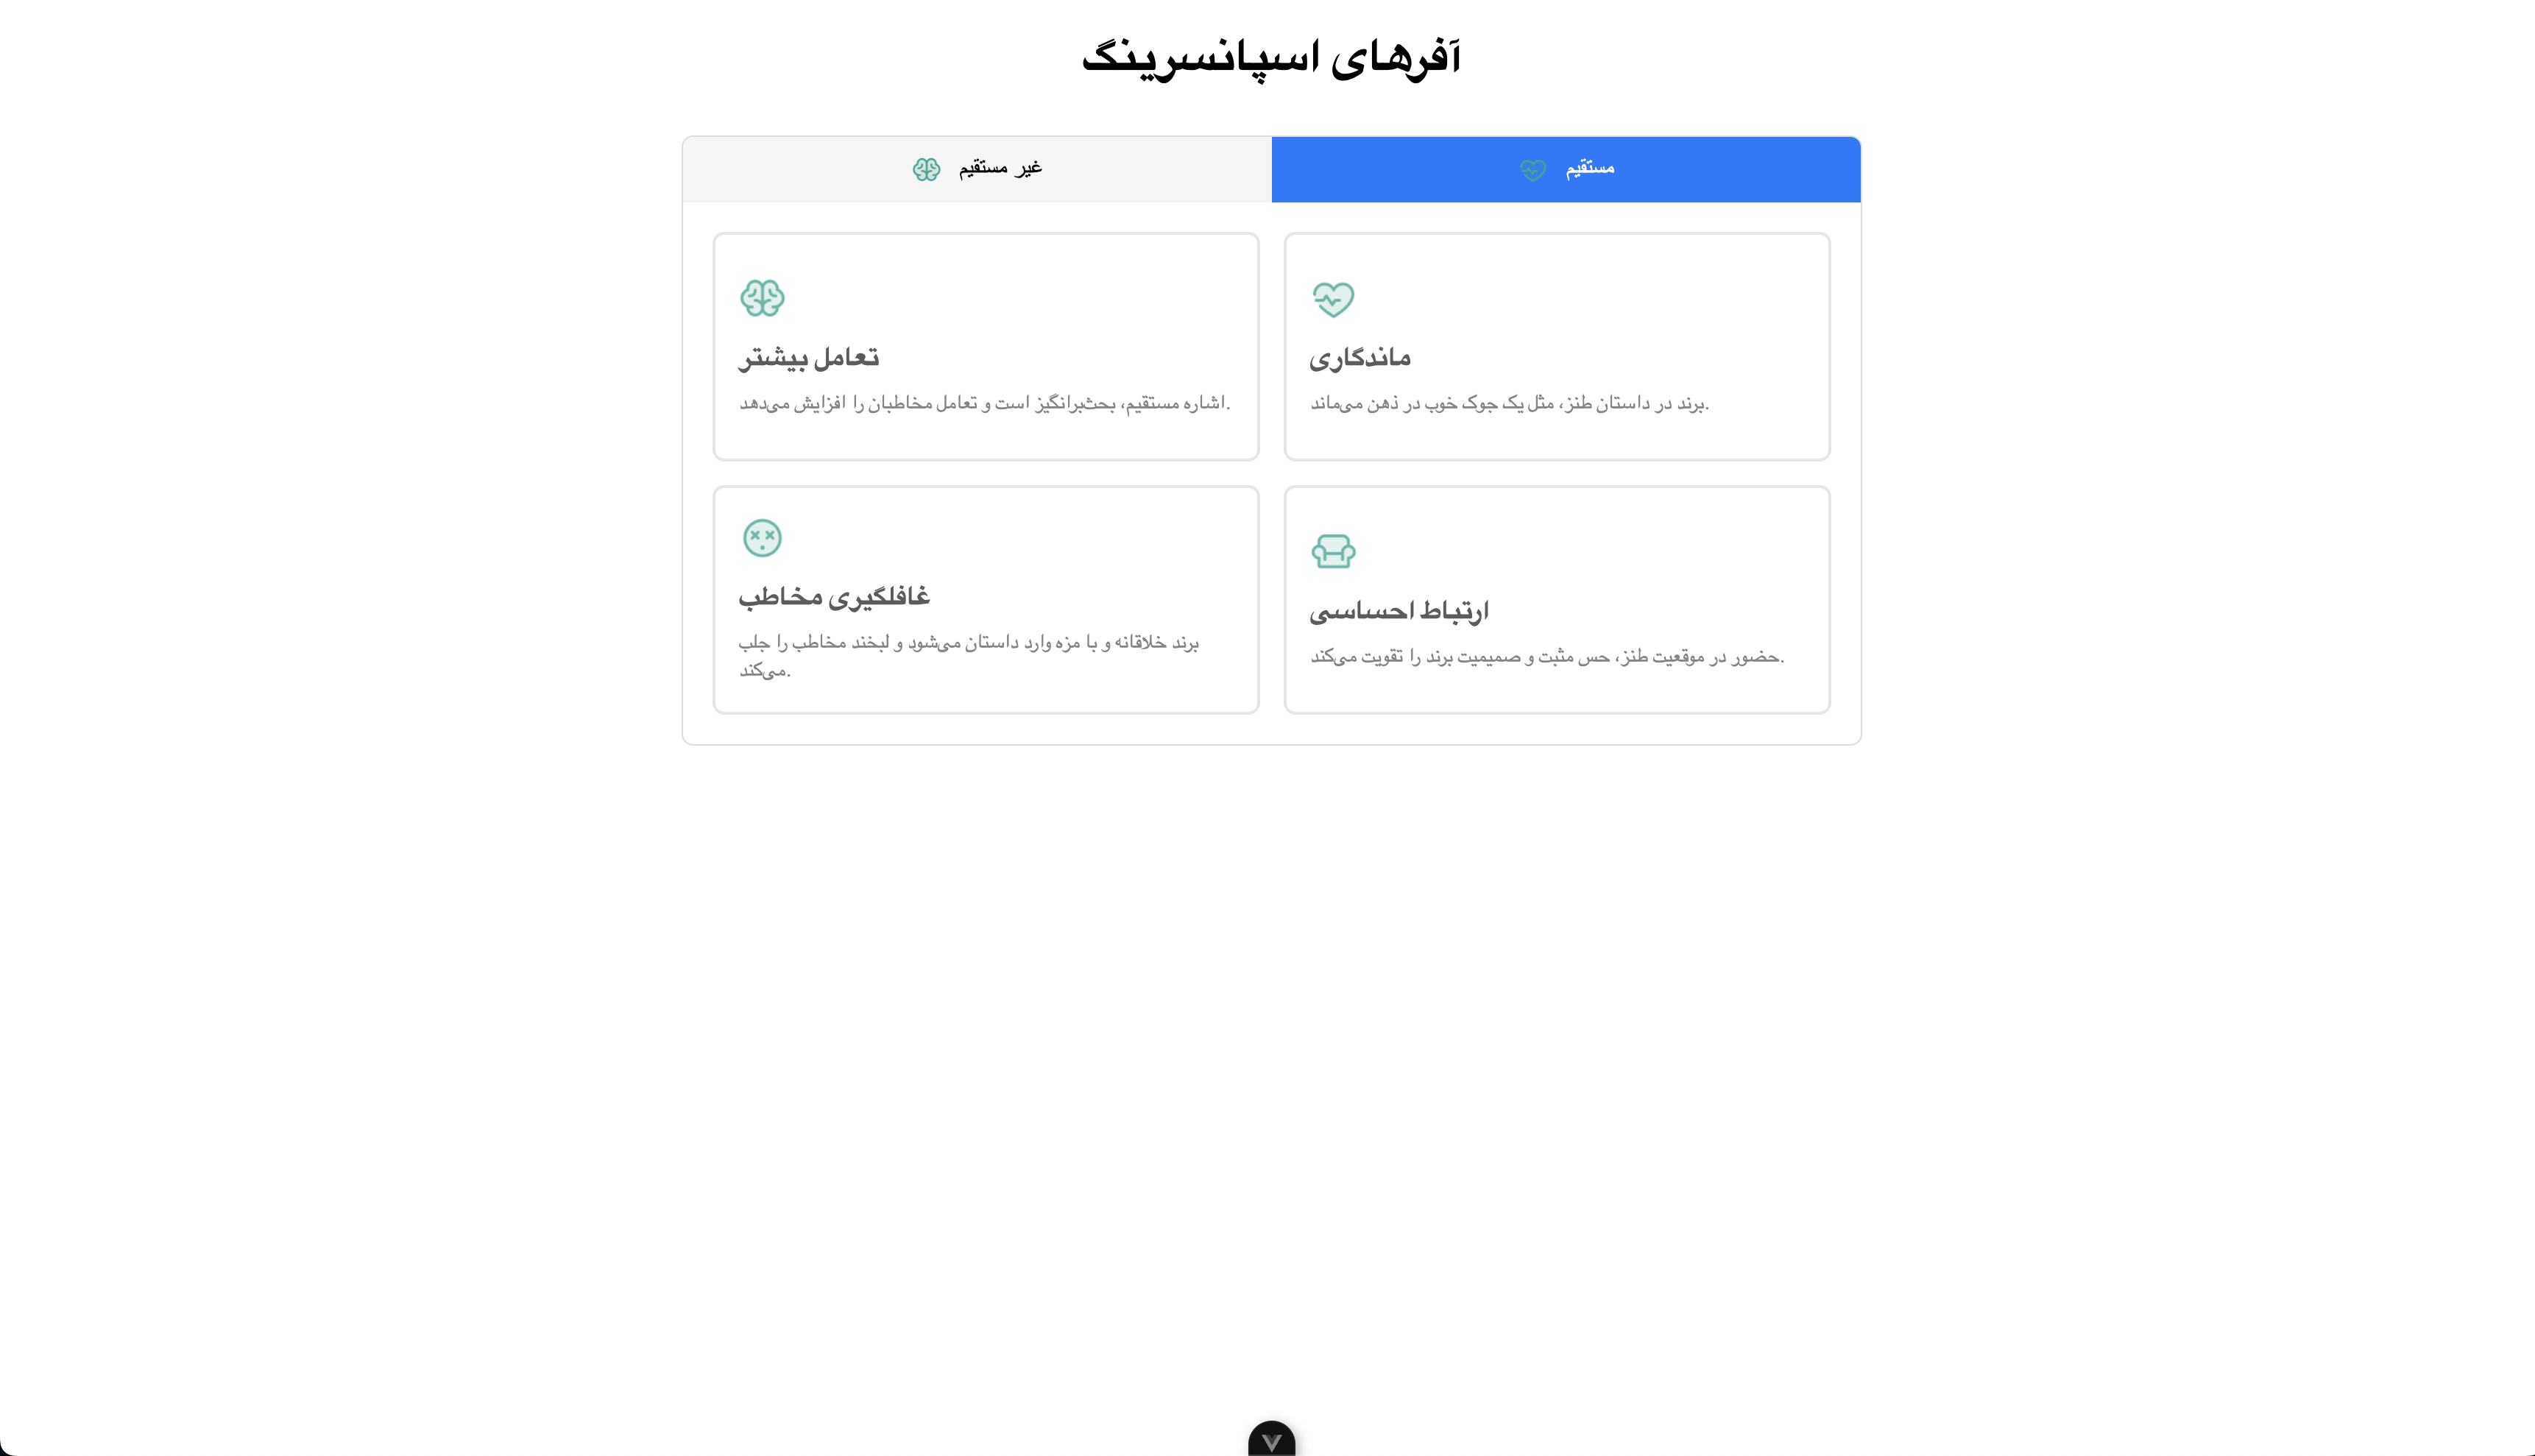 آفرهای اسپانسرینگ
مستقیم
غیر مستقیم
ماندگاری
برند در داستان طنز، مثل یک جوک خوب در ذهن می‌ماند.
تعامل بیشتر
اشاره مستقیم، بحث‌برانگیز است و تعامل مخاطبان را افزایش می‌دهد.
ارتباط احساسی
حضور در موقعیت طنز، حس مثبت و صمیمیت برند را تقویت می‌کند.
غافلگیری مخاطب
برند خلاقانه و با مزه وارد داستان می‌شود و لبخند مخاطب را جلب
می‌کند.